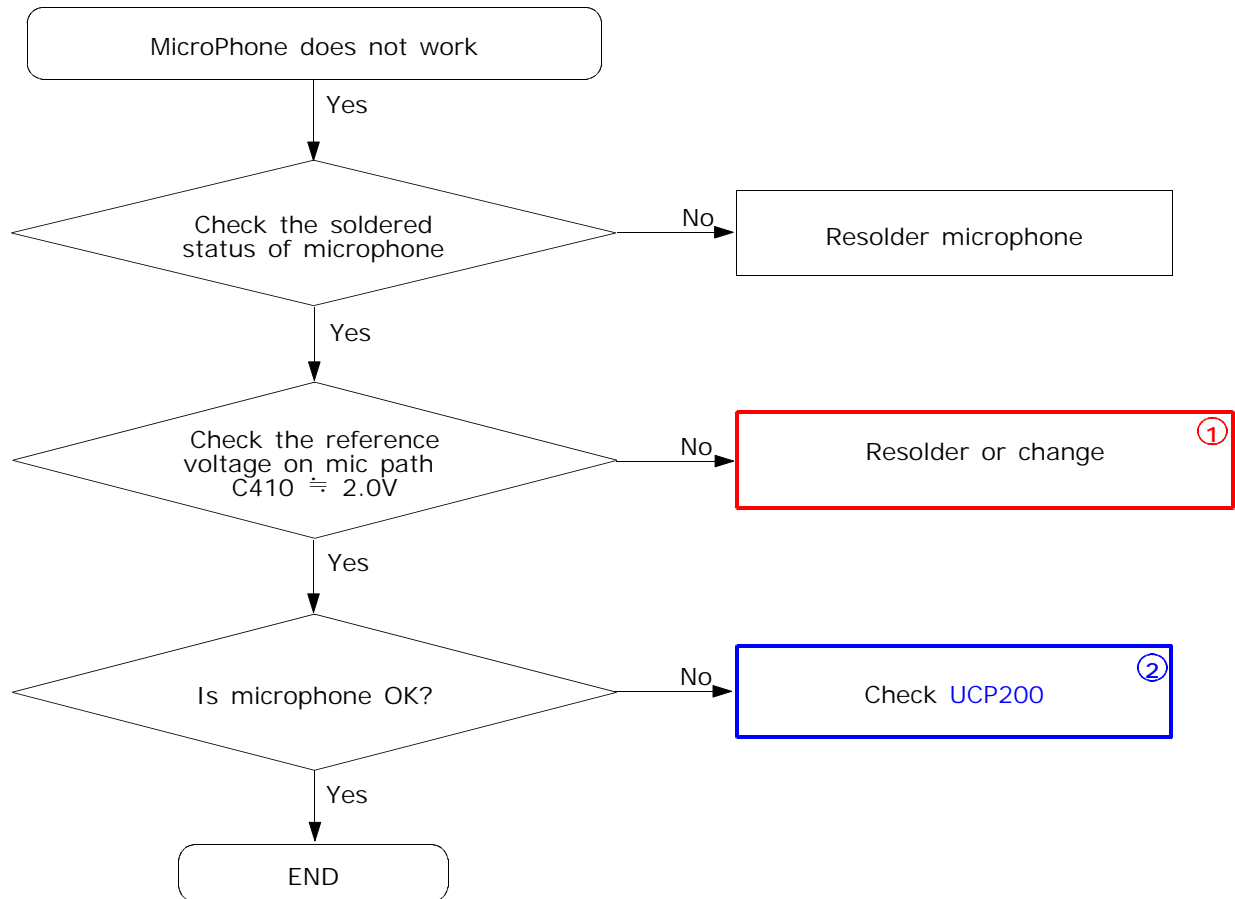 MicroPhone does not work
Yes
Check the soldered
status of microphone
No
Resolder microphone
Yes
Check the reference
voltage on mic path
C410 ≒ 2.0V
No
Resolder or change
①
Yes
Is microphone OK?
No
Check UCP200
②
Yes
END